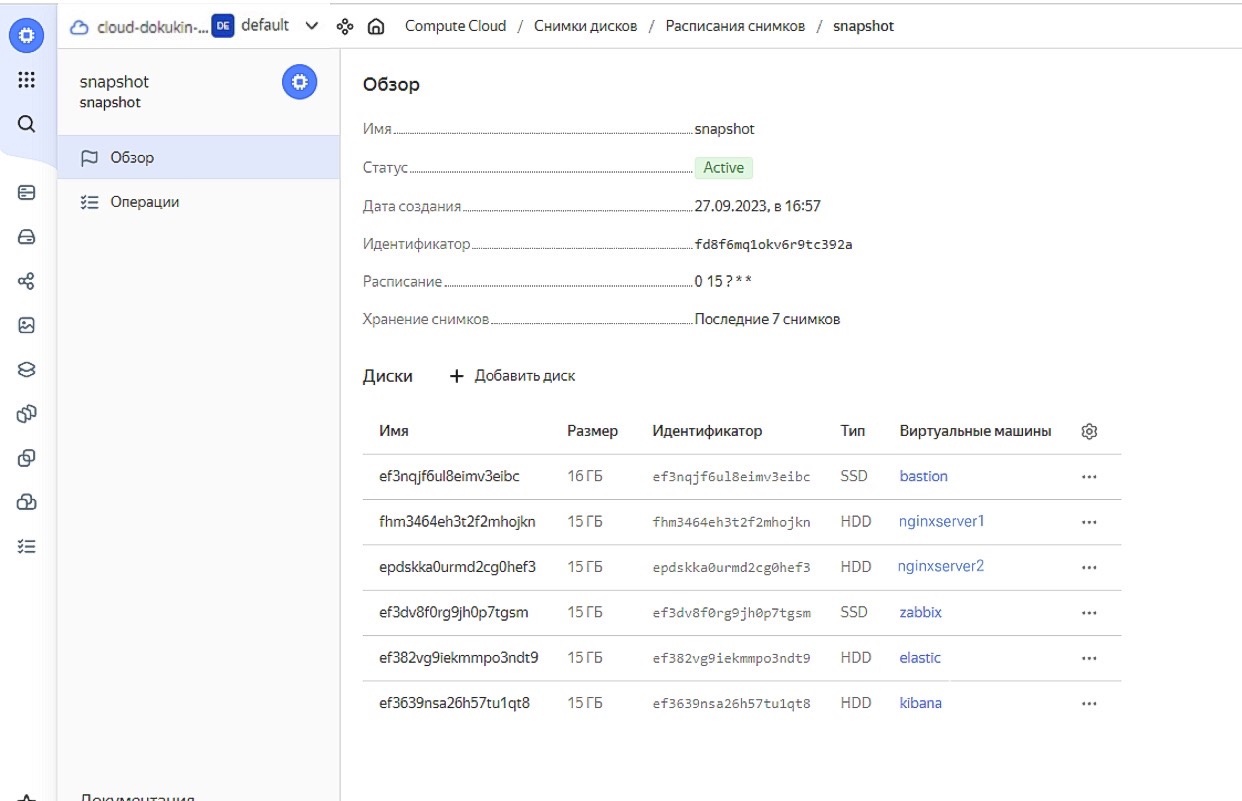 cloud-dokukin-... DE default Compute Cloud / Снимки дисков / Расписания снимков / snapshot
snapshot
snapshot
Обзор
Операции
Обзор
Имя snapshot
Статус Active
Дата создания 27.09.2023, в 16:57
Идентификатор fd8f6mq1okv6r9tc392a
Расписание 0 15 ? * *
Хранение снимков Последние 7 снимков
Диски + Добавить диск
Имя Размер Идентификатор Тип Виртуальные машины
ef3nqjf6ul8eimv3eibc 16 ГБ ef3nqjf6ul8eimv3eibc SSD bastion ...
fhm3464eh3t2f2mhojkn 15 ГБ fhm3464eh3t2f2mhojkn HDD nginxserver1 ...
epdskka0urmd2cg0hef3 15 ГБ epdskka0urmd2cg0hef3 HDD nginxserver2 ...
ef3dv8f0rg9jh0p7tgsm 15 ГБ ef3dv8f0rg9jh0p7tgsm SSD zabbix ...
ef382vg9iekmmpo3ndt9 15 ГБ ef382vg9iekmmpo3ndt9 HDD elastic ...
ef3639nsa26h57tu1qt8 15 ГБ ef3639nsa26h57tu1qt8 HDD kibana ...
Документация